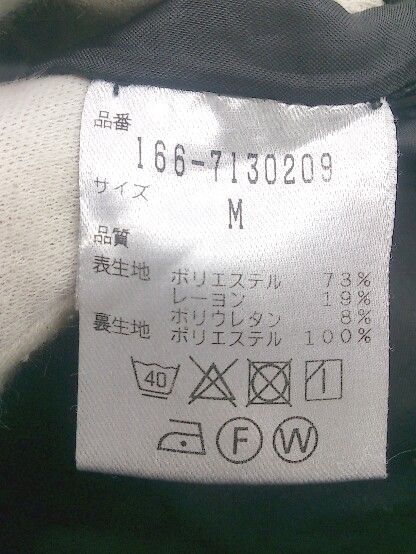 品番
166-7130209
サイズ
M
品質
表生地 ポリエステル 73%
レーヨン 19%
ポリウレタン 8%
裏生地 ポリエステル 100%
40
F W